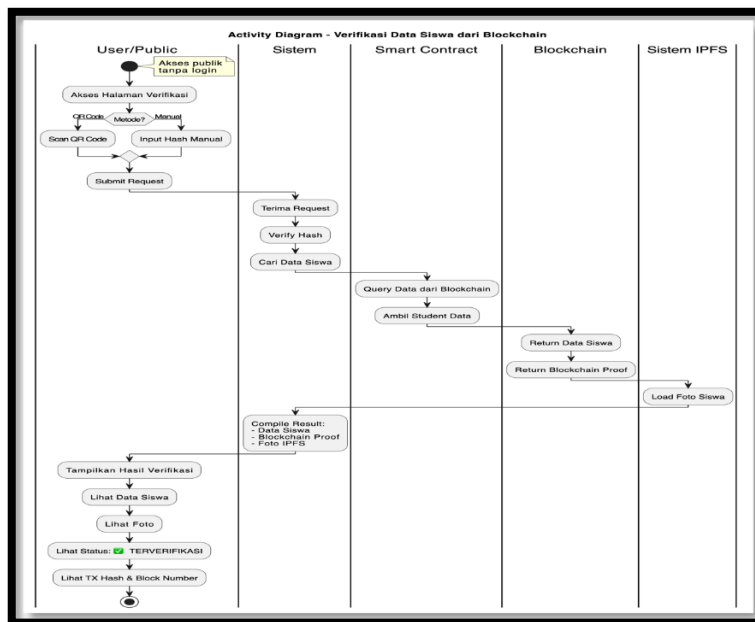 Activity Diagram - Verifikasi Data Siswa dari Blockchain
User/Public
Sistem
Smart Contract
Blockchain
Sistem IPFS
Akses publik
tanpa login
Akses Halaman Verifikasi
QR Code
Metode?
Manual
Scan QR Code
Input Hash Manual
Submit Request
Terima Request
Verify Hash
Cari Data Siswa
Query Data dari Blockchain
Ambil Student Data
Return Data Siswa
Return Blockchain Proof
Load Foto Siswa
Compile Result:
- Data Siswa
- Blockchain Proof
- Foto IPFS
Tampilkan Hasil Verifikasi
Lihat Data Siswa
Lihat Foto
Lihat Status: ✅ TERVERIFIKASI
Lihat TX Hash & Block Number